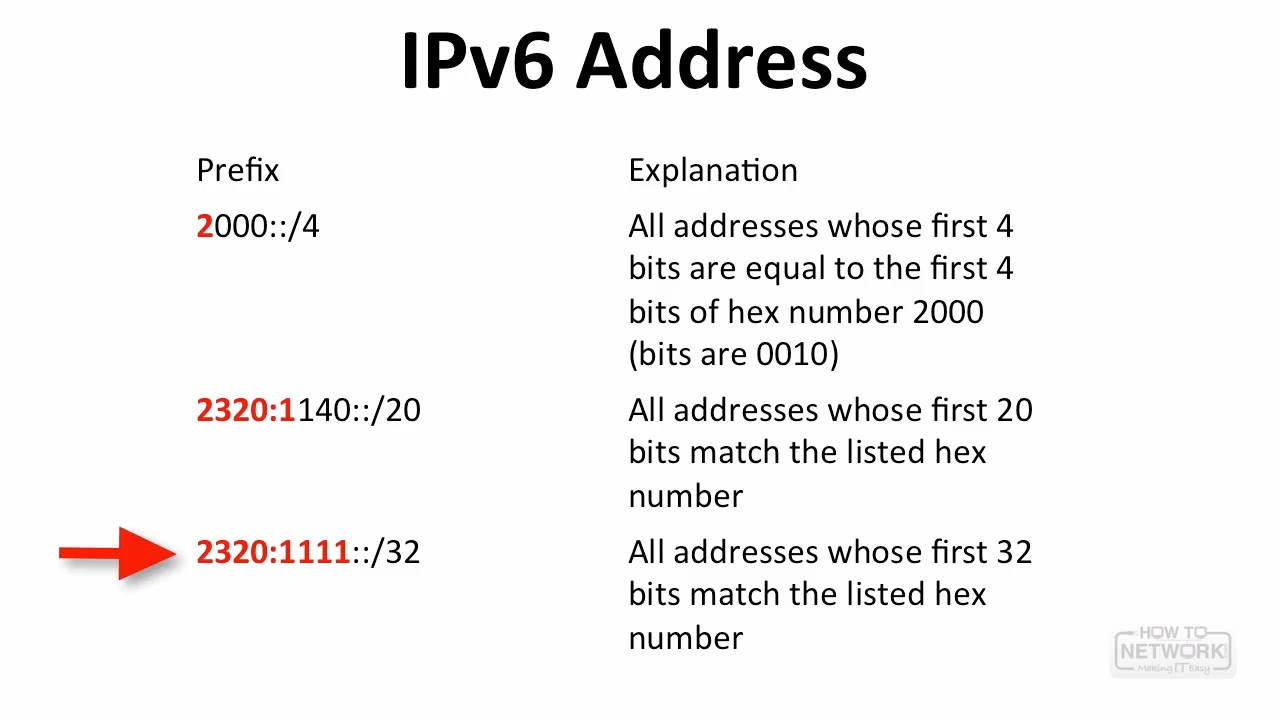 IPv6 Address
Prefix
Explanation
2000::/4
All addresses whose first 4
bits are equal to the first 4
bits of hex number 2000
(bits are 0010)
2320:1140::/20
All addresses whose first 20
bits match the listed hex
number
2320:1111::/32
All addresses whose first 32
bits match the listed hex
number
HOW TO
NETWORK
Making IT Easy